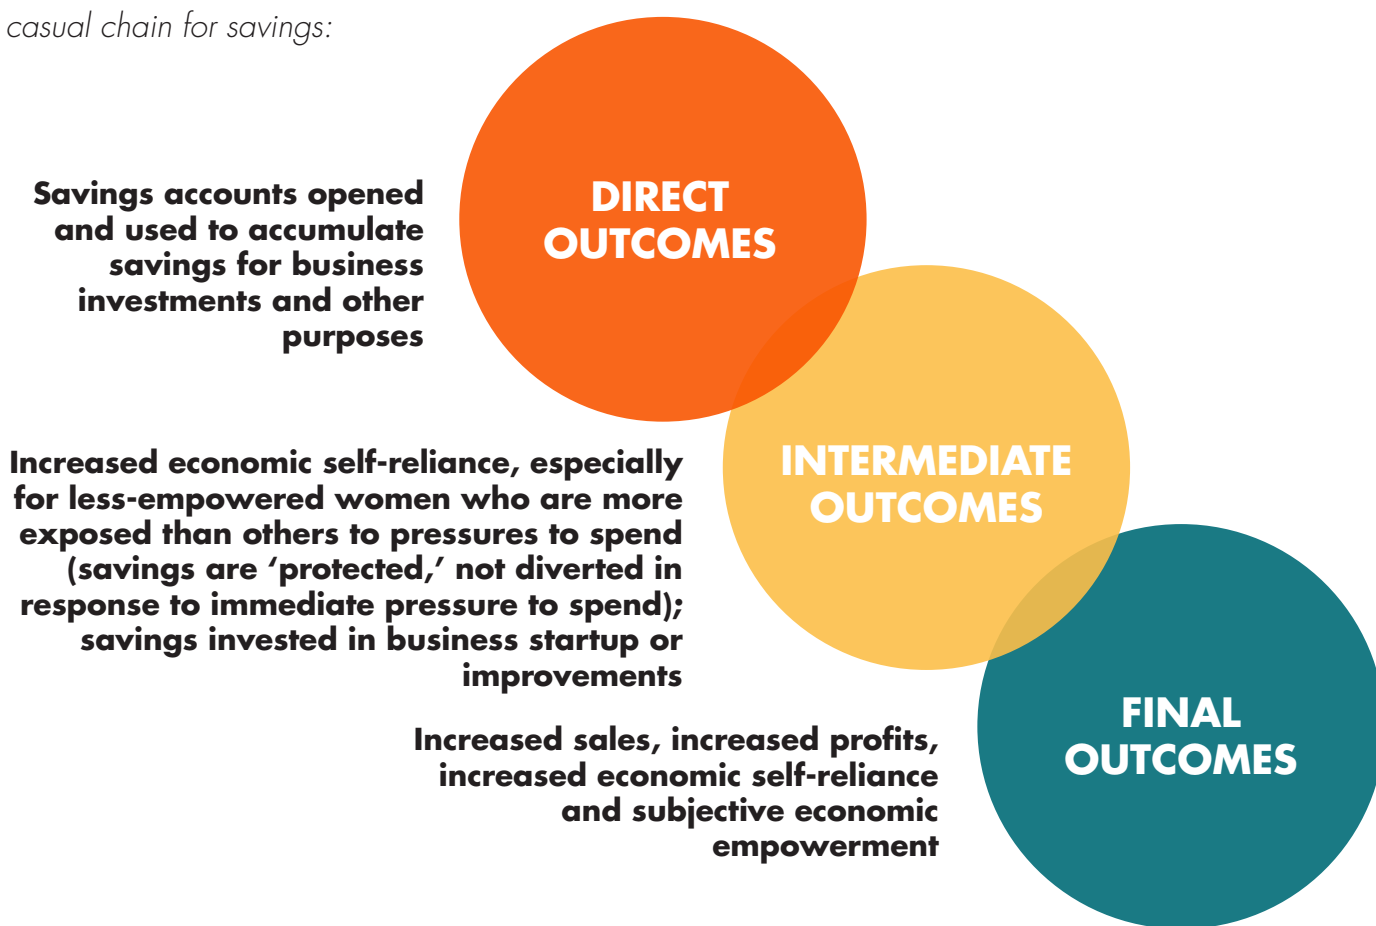 casual chain for savings:
DIRECT
OUTCOMES
Savings accounts opened
and used to accumulate
savings for business
investments and other
purposes
INTERMEDIATE
OUTCOMES
Increased economic self-reliance, especially
for less-empowered women who are more
exposed than others to pressures to spend
(savings are ‘protected,’ not diverted in
response to immediate pressure to spend);
savings invested in business startup or
improvements
FINAL
OUTCOMES
Increased sales, increased profits,
increased economic self-reliance
and subjective economic
empowerment